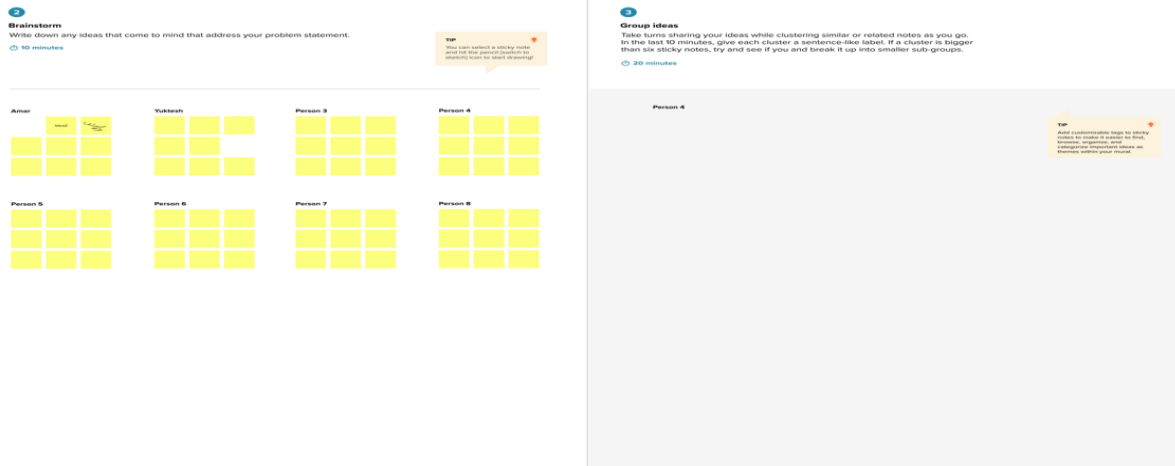 2
Brainstorm
Write down any ideas that come to mind that address your problem statement.
10 minutes
TIP
You can select a sticky note
and hit the pencil [switch to
sketch] icon to start drawing!
Amar
Yuktesh
Person 3
Person 4
Person 5
Person 6
Person 7
Person 8
3
Group ideas
Take turns sharing your ideas while clustering similar or related notes as you go.
In the last 10 minutes, give each cluster a sentence-like label. If a cluster is bigger
than six sticky notes, try and see if you and break it up into smaller sub-groups.
20 minutes
Person 4
TIP
Add customizable tags to sticky
notes to make it easier to find,
browse, organize, and
categorize important ideas as
themes within your mural.